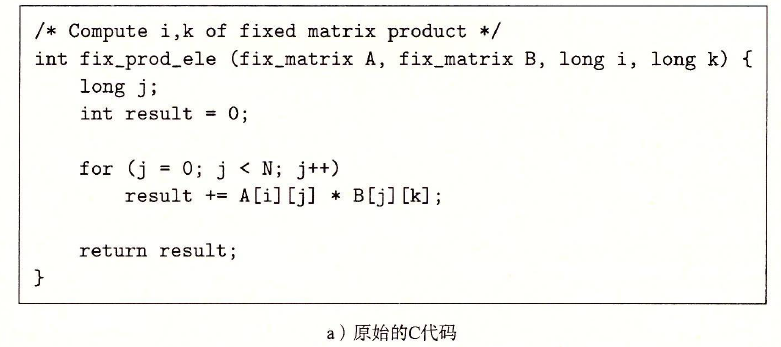 /* Compute i,k of fixed matrix product */
int fix_prod_ele (fix_matrix A, fix_matrix B, long i, long k) {
    long j;
    int result = 0;

    for (j = 0; j < N; j++)
        result += A[i][j] * B[j][k];

    return result;
}
a）原始的C代码